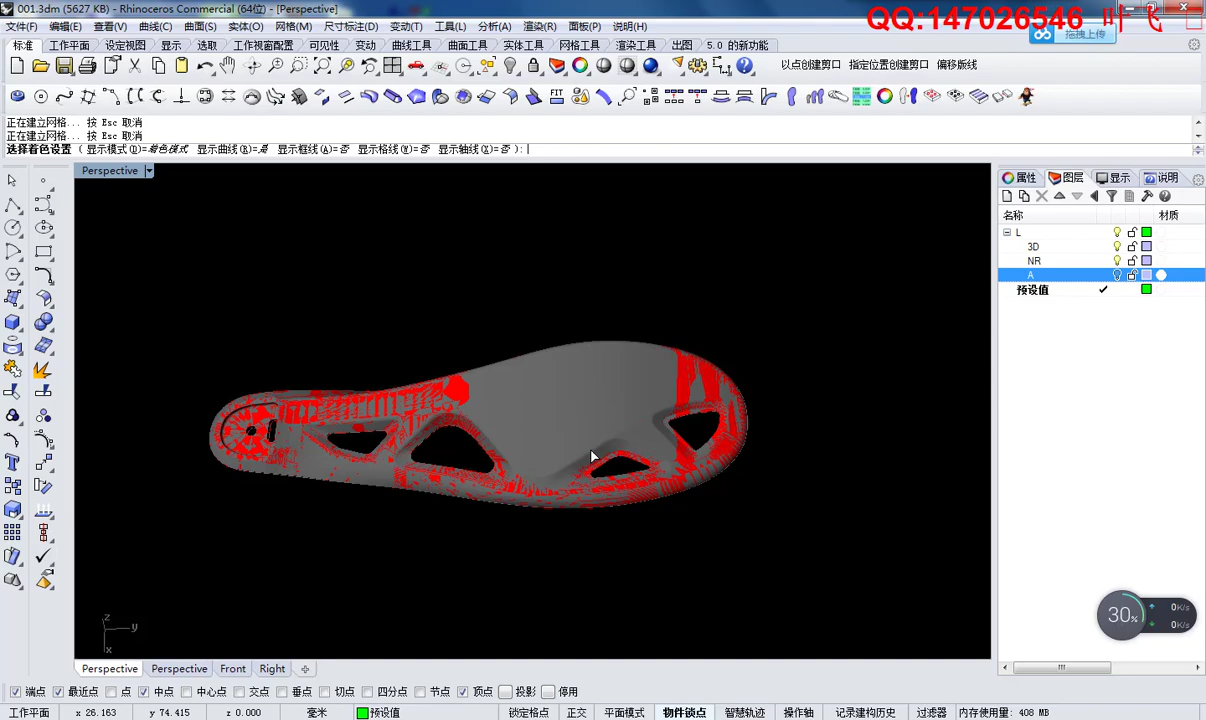 001.3dm (5627 KB) - Rhinoceros Commercial (64位) - [Perspective]
QQ:147026546 叶飞
文件(F) 编辑(E) 查看(V) 曲线(C) 曲面(S) 实体(O) 网格(M) 尺寸标注(D) 变动(T) 工具(L) 分析(A) 渲染(R) 面板(P) 说明(H)
拖拽上传
标准 工作平面 设定视图 显示 选取 工作视窗配置 可见性 变动 曲线工具 曲面工具 实体工具 网格工具 渲染工具 出图 5.0 的新功能
以点创建剪口 指定位置创建剪口 偏移版线
FIT
正在建立网格... 按 Esc 取消
正在建立网格... 按 Esc 取消
选择着色设置 ( 显示模式(D)=着色模式 显示曲线(R)=是 显示框线(A)=否 显示格线(W)=否 显示轴线(X)=否 ):
Perspective
属性 图层 显示 说明
名称 材质
L
3D
NR
A
预设值
30%
0K/s
0K/s
z
y
x
Perspective Perspective Front Right
端点 最近点 点 中点 中心点 交点 垂点 切点 四分点 节点 顶点 投影 停用
工作平面 x 26.163 y 74.415 z 0.000 毫米 预设值 锁定格点 正交 平面模式 物件锁点 智慧轨迹 操作轴 记录建构历史 过滤器 内存使用量: 408 MB